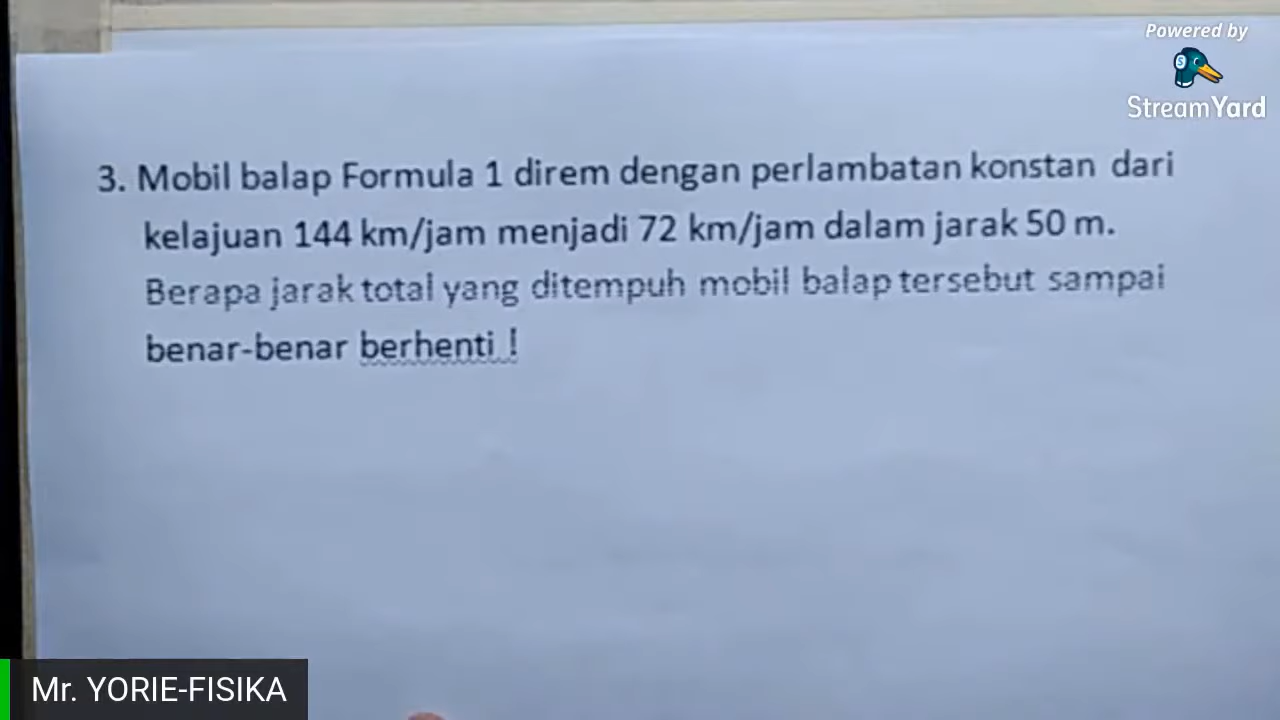 Powered by
StreamYard
3. Mobil balap Formula 1 direm dengan perlambatan konstan dari
kelajuan 144 km/jam menjadi 72 km/jam dalam jarak 50 m.
Berapa jarak total yang ditempuh mobil balap tersebut sampai
benar-benar berhenti !
Mr. YORIE-FISIKA